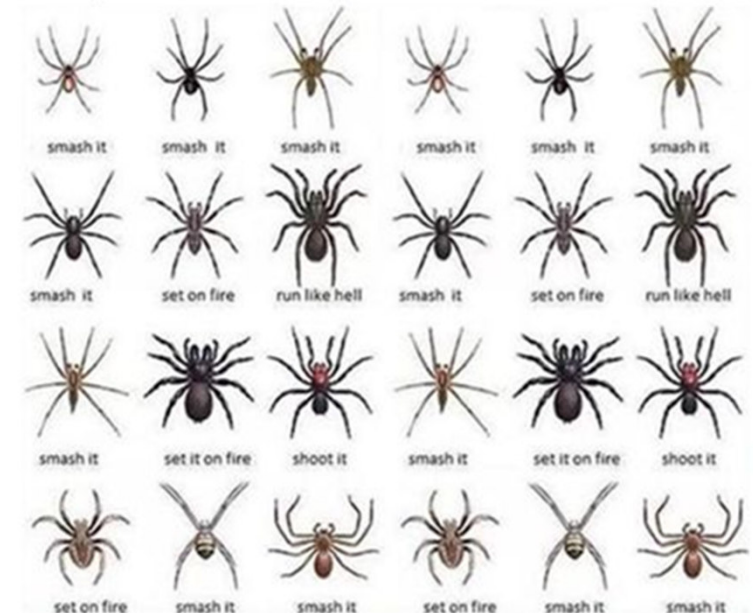 smash it smash it smash it smash it smash it smash it
smash it set on fire run like hell smash it set on fire run like hell
smash it set it on fire shoot it smash it set it on fire shoot it
set on fire smash it smash it set on fire smash it smash it